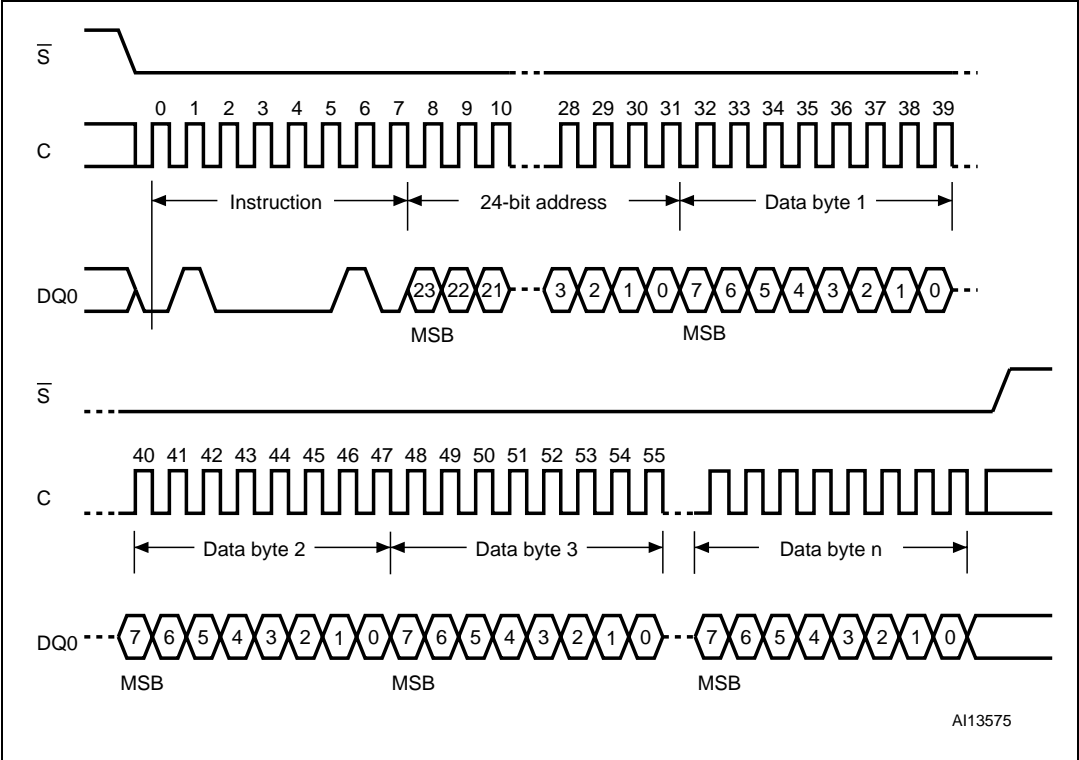 S̅
0 1 2 3 4 5 6 7 8 9 10 28 29 30 31 32 33 34 35 36 37 38 39
C
Instruction 24-bit address Data byte 1
DQ0 23 22 21 3 2 1 0 7 6 5 4 3 2 1 0
MSB MSB
S̅
40 41 42 43 44 45 46 47 48 49 50 51 52 53 54 55
C
Data byte 2 Data byte 3 Data byte n
DQ0 7 6 5 4 3 2 1 0 7 6 5 4 3 2 1 0 7 6 5 4 3 2 1 0
MSB MSB MSB
AI13575